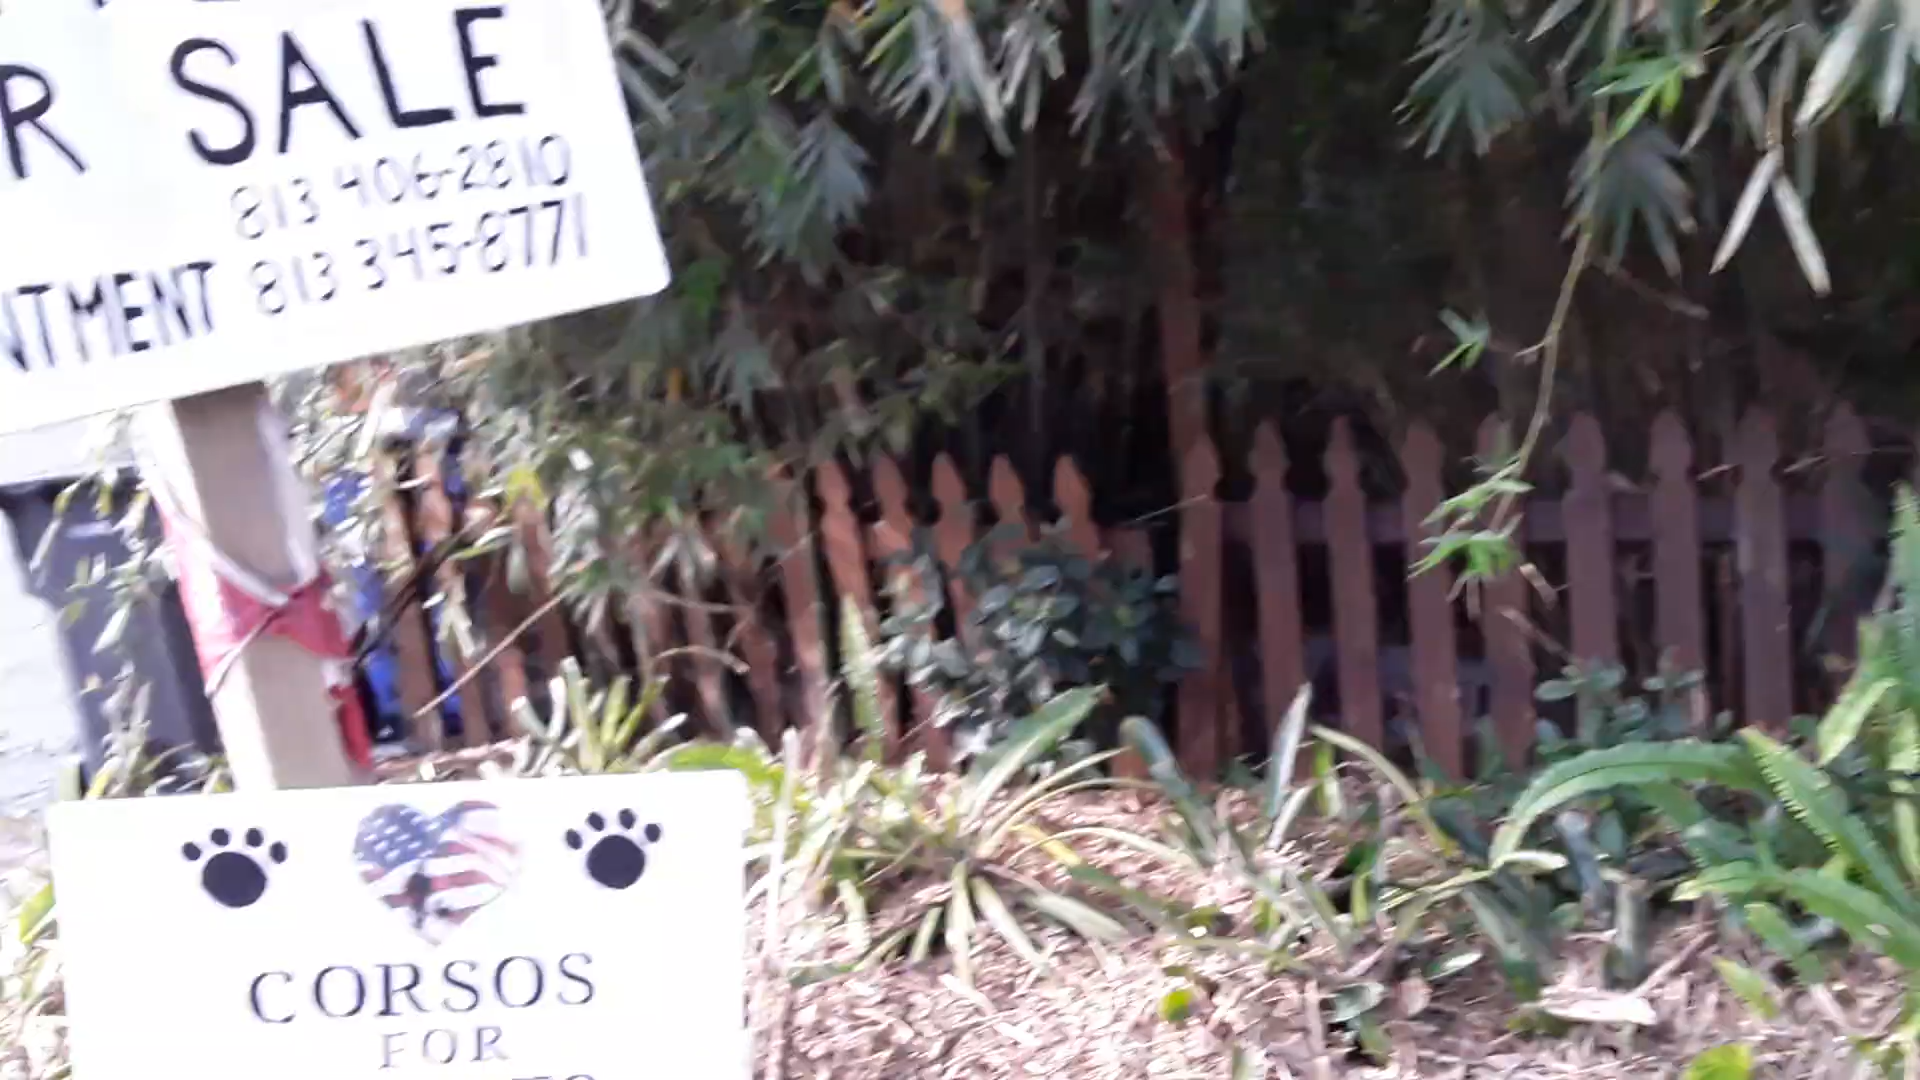 R SALE
813 406-2810
NTMENT 813 345-8771
CORSOS
FOR